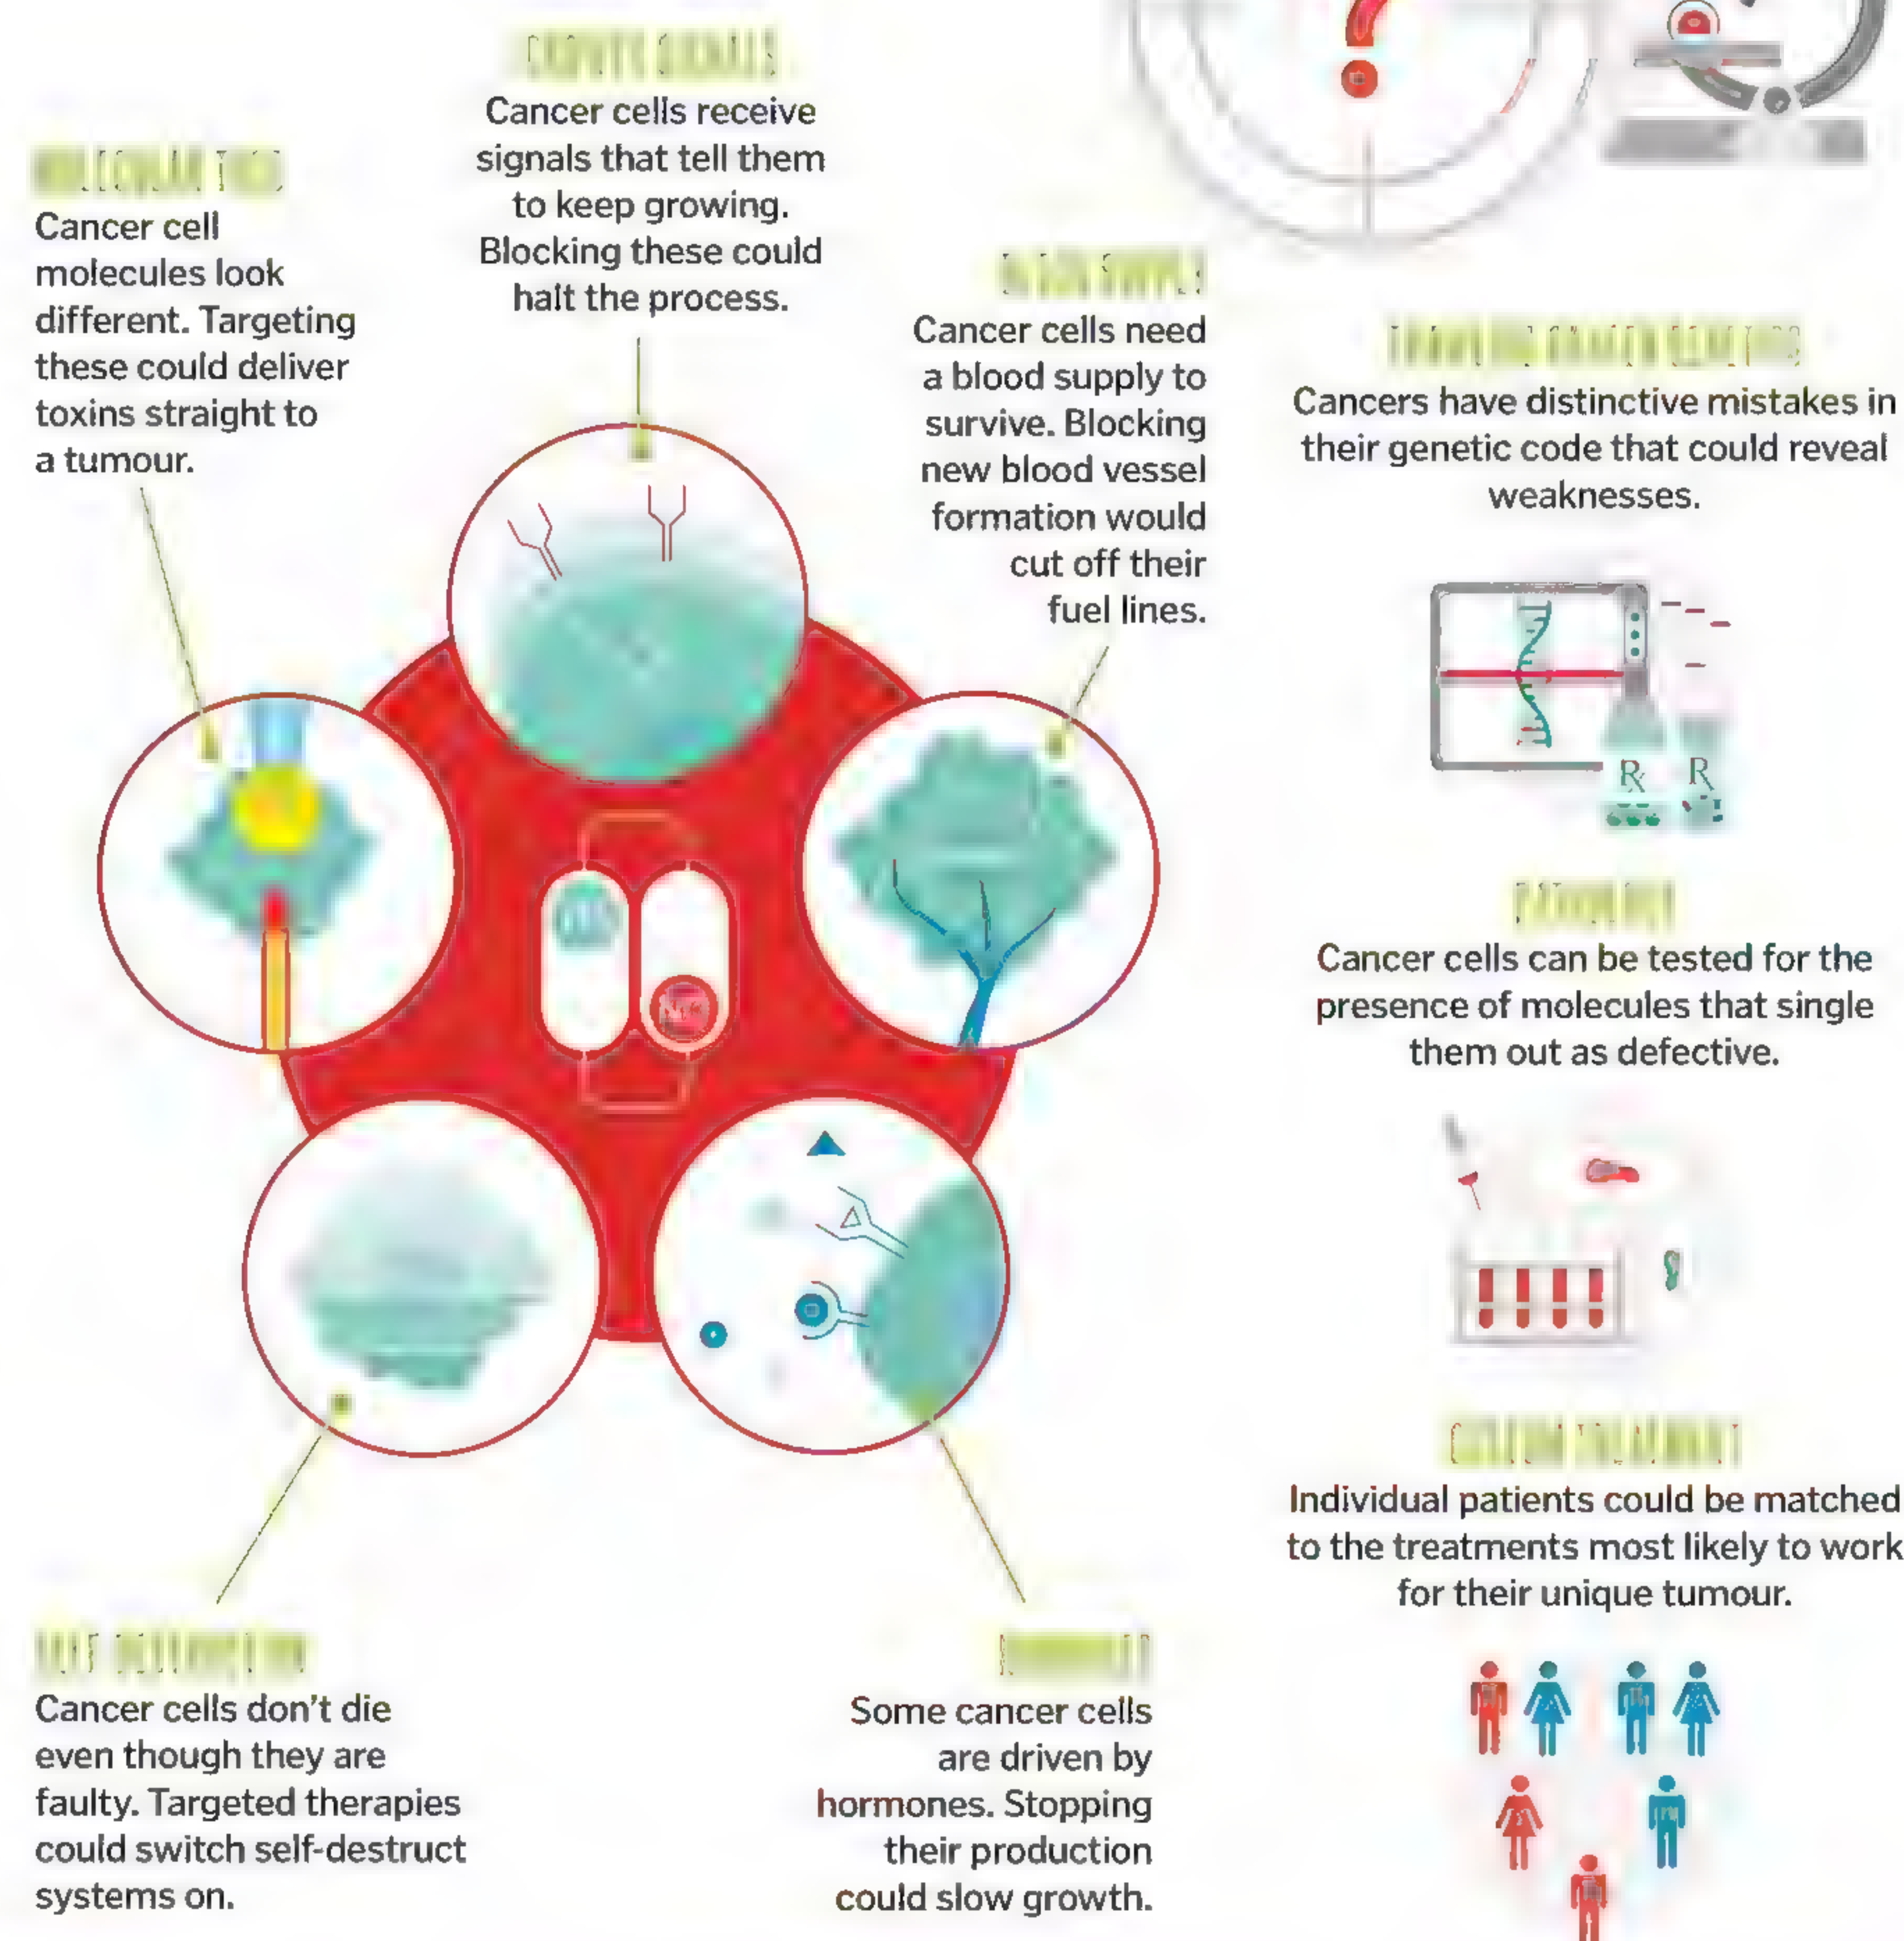 Cancer cells receive
signals that tell them
to keep growing.
Blocking these could
halt the process.
Cancer cell
molecules look
different. Targeting
these could deliver
toxins straight to
a tumour.
Cancer cells need
a blood supply to
survive. Blocking
new blood vessel
formation would
cut off their
fuel lines.
Cancers have distinctive mistakes in
their genetic code that could reveal
weaknesses.
Cancer cells can be tested for the
presence of molecules that single
them out as defective.
Individual patients could be matched
to the treatments most likely to work
for their unique tumour.
Cancer cells don't die
even though they are
faulty. Targeted therapies
could switch self-destruct
systems on.
Some cancer cells
are driven by
hormones. Stopping
their production
could slow growth.